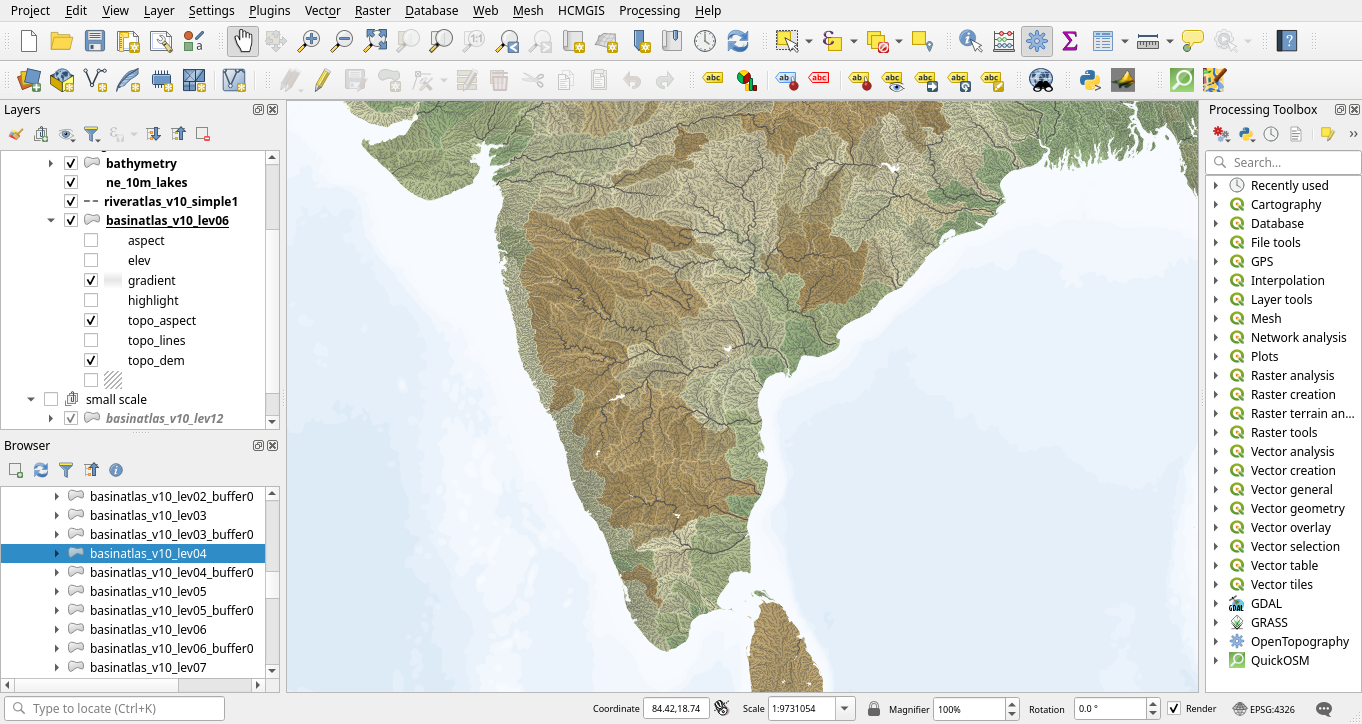 Project Edit View Layer Settings Plugins Vector Raster Database Web Mesh HCMGIS Processing Help
1:1
Σ
ε
?
abc
ab
abc
ab
abc
abc
abc
abc
Layers
bathymetry
ne_10m_lakes
riveratlas_v10_simple1
basinatlas_v10_lev06
aspect
elev
gradient
highlight
topo_aspect
topo_lines
topo_dem
small scale
basinatlas_v10_lev12
Browser
basinatlas_v10_lev02_buffer0
basinatlas_v10_lev03
basinatlas_v10_lev03_buffer0
basinatlas_v10_lev04
basinatlas_v10_lev04_buffer0
basinatlas_v10_lev05
basinatlas_v10_lev05_buffer0
basinatlas_v10_lev06
basinatlas_v10_lev06_buffer0
basinatlas_v10_lev07
Processing Toolbox
»
Search...
Recently used
Cartography
Database
File tools
GPS
Interpolation
Layer tools
Mesh
Network analysis
Plots
Raster analysis
Raster creation
Raster terrain an...
Raster tools
Vector analysis
Vector creation
Vector general
Vector geometry
Vector overlay
Vector selection
Vector table
Vector tiles
GDAL
GRASS
OpenTopography
QuickOSM
Type to locate (Ctrl+K)
Coordinate 84.42,18.74 Scale 1:9731054 Magnifier 100% Rotation 0.0 ° Render EPSG:4326